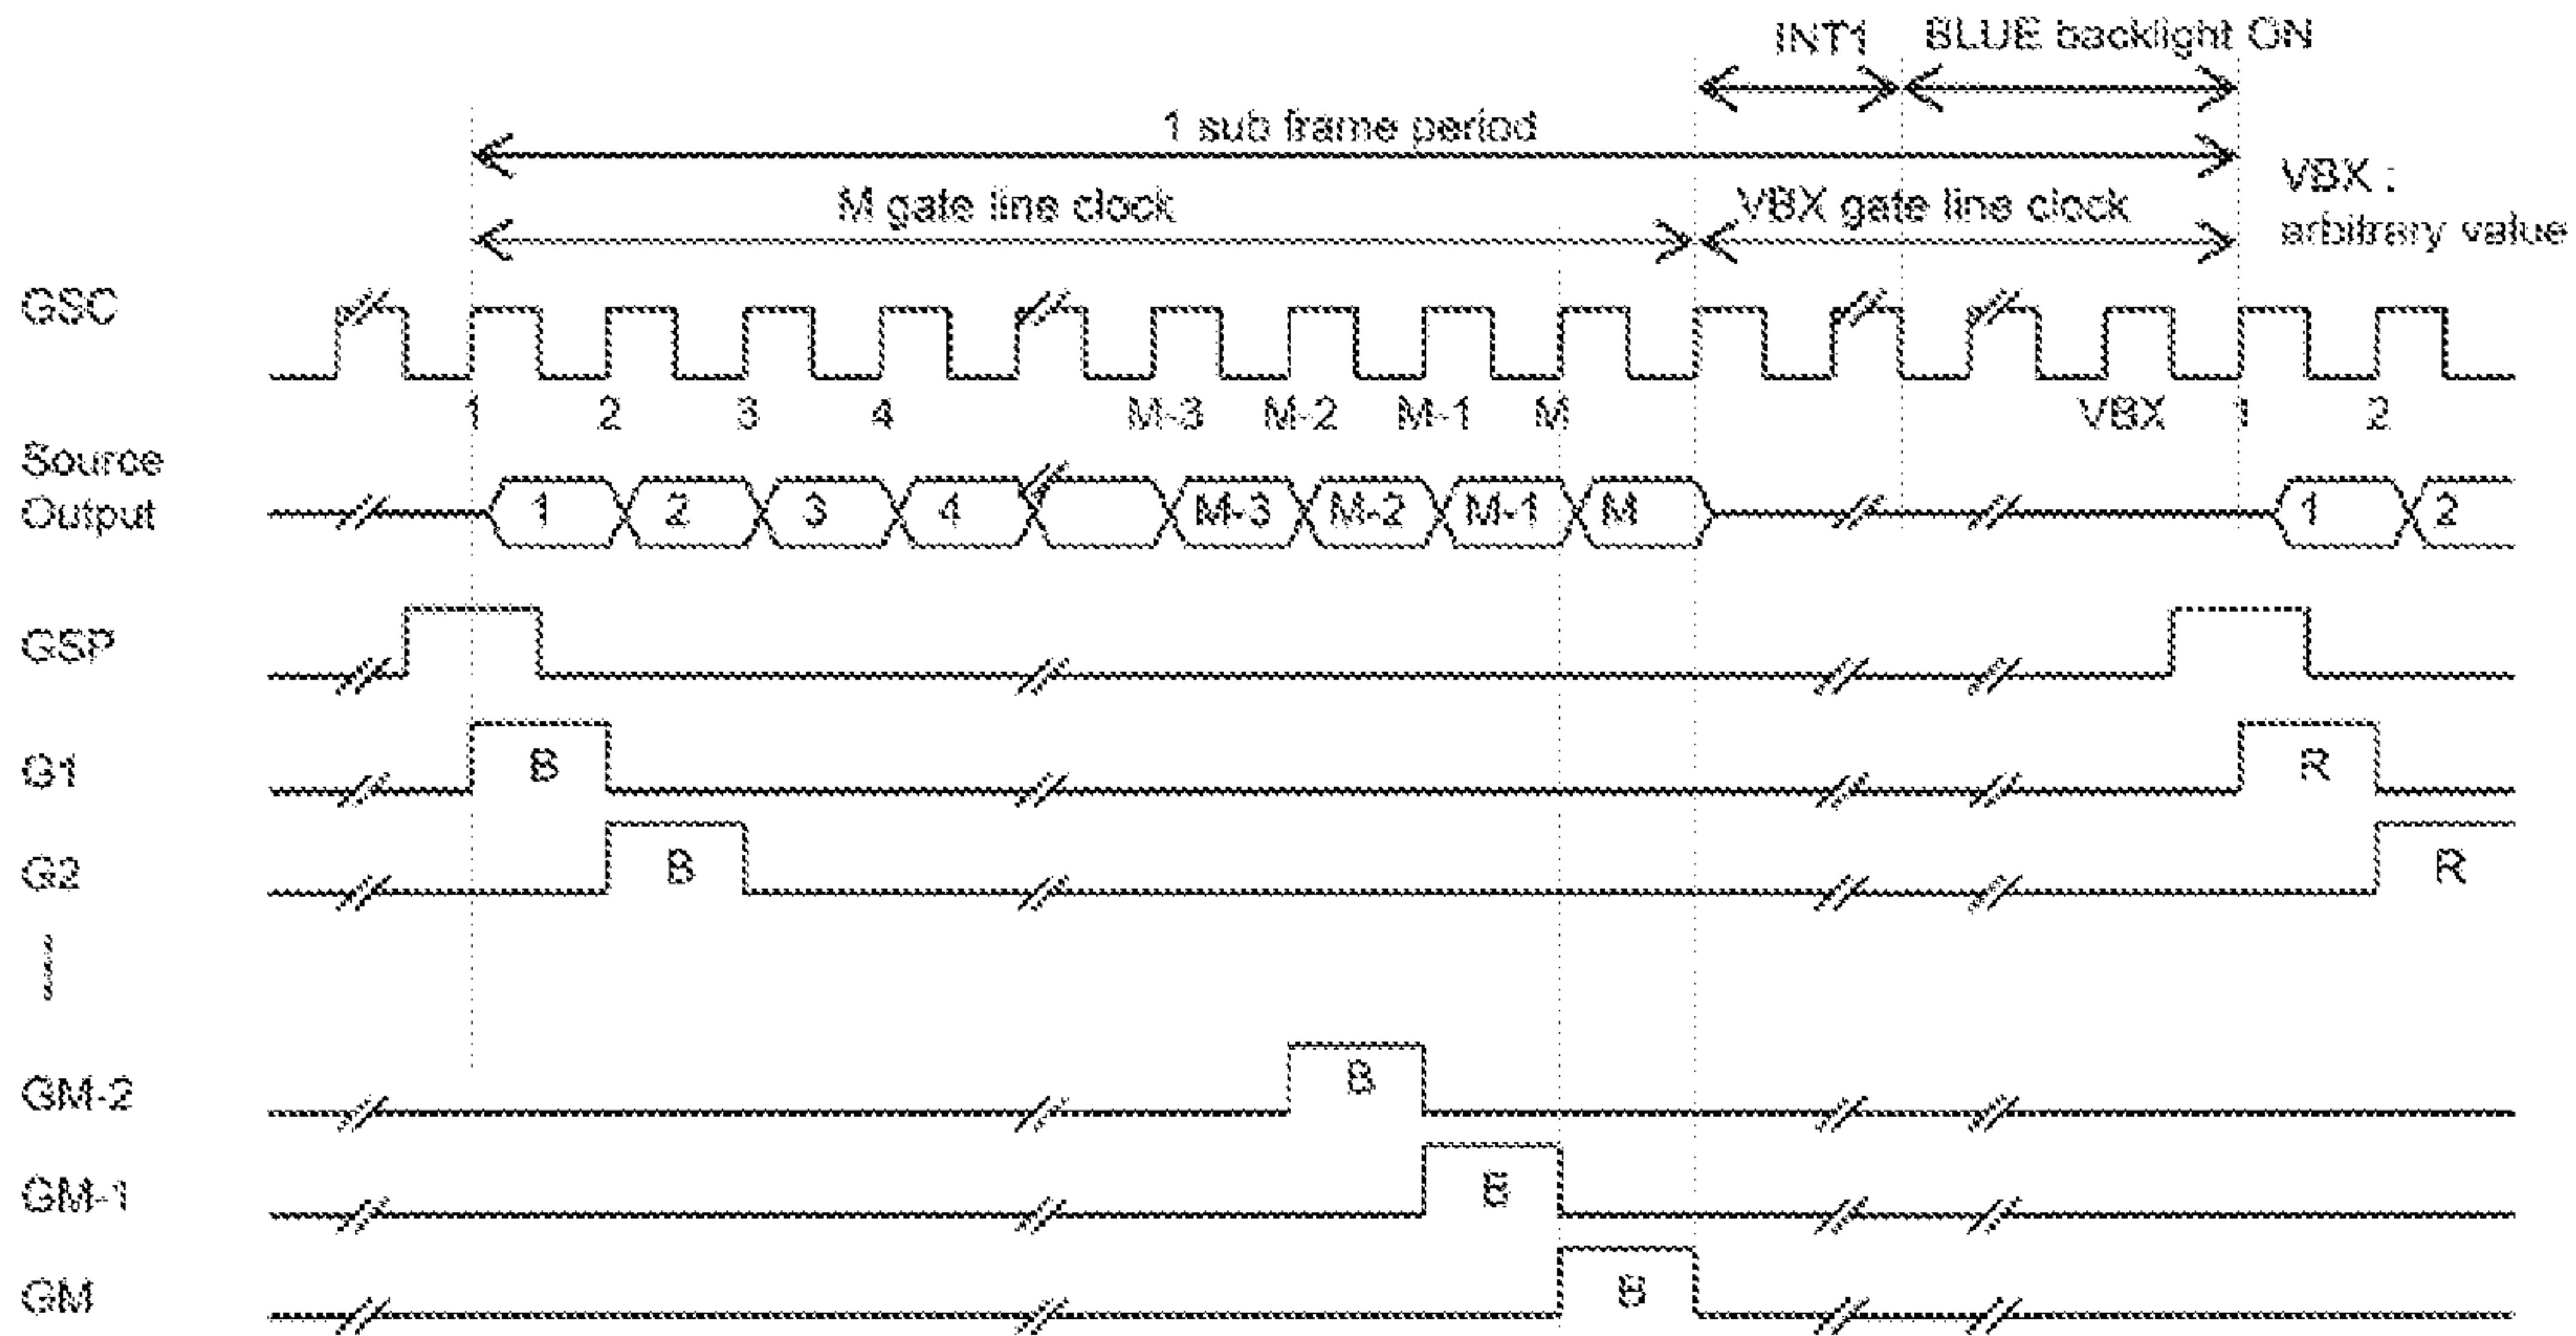 INT1 BLUE backlight ON
1 sub frame period
M gate line clock VBX gate line clock
VBX :
arbitrary value
GSC
1 2 3 4 M-3 M-2 M-1 M VBX 1 2
Source
Output
1 2 3 4 M-3 M-2 M-1 M 1 2
GSP
G1 B R
G2 B R
GM-2 B
GM-1 B
GM B